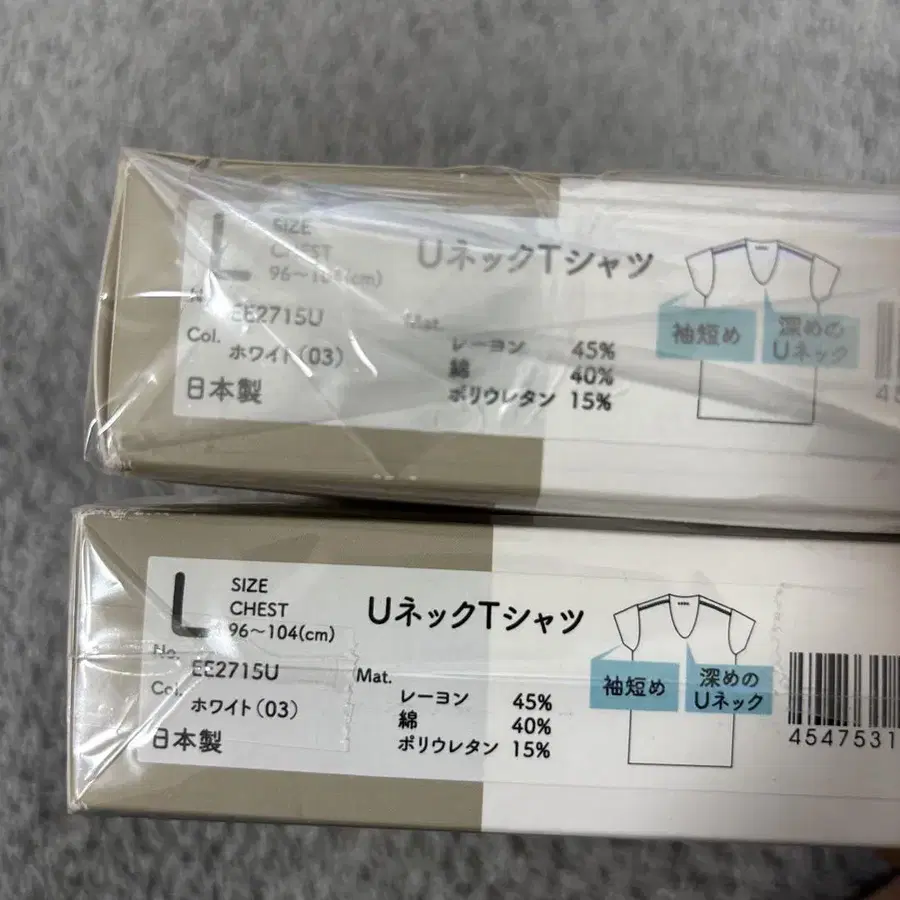 L
SIZE
CHEST
96～104(cm)
UネックTシャツ
No.
EE2715U
Col.
ホワイト(03)
日本製
Mat.
レーヨン 45%
綿 40%
ポリウレタン 15%
袖短め
深めの
Uネック
45
L
SIZE
CHEST
96～104(cm)
UネックTシャツ
No.
EE2715U
Col.
ホワイト(03)
日本製
Mat.
レーヨン 45%
綿 40%
ポリウレタン 15%
袖短め
深めの
Uネック
4547531